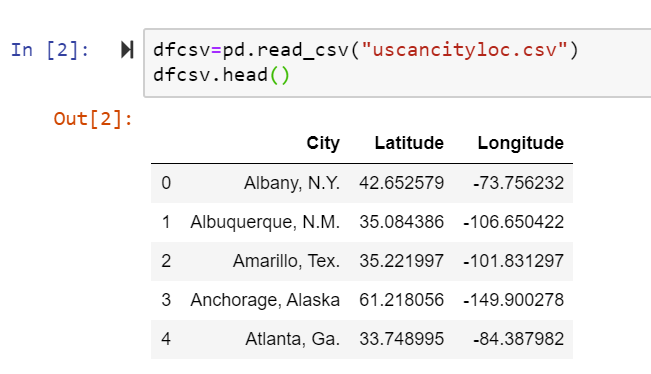 In [2]: dfcsv=pd.read_csv("uscancityloc.csv")
dfcsv.head()
Out[2]:
City Latitude Longitude
0 Albany, N.Y. 42.652579 -73.756232
1 Albuquerque, N.M. 35.084386 -106.650422
2 Amarillo, Tex. 35.221997 -101.831297
3 Anchorage, Alaska 61.218056 -149.900278
4 Atlanta, Ga. 33.748995 -84.387982